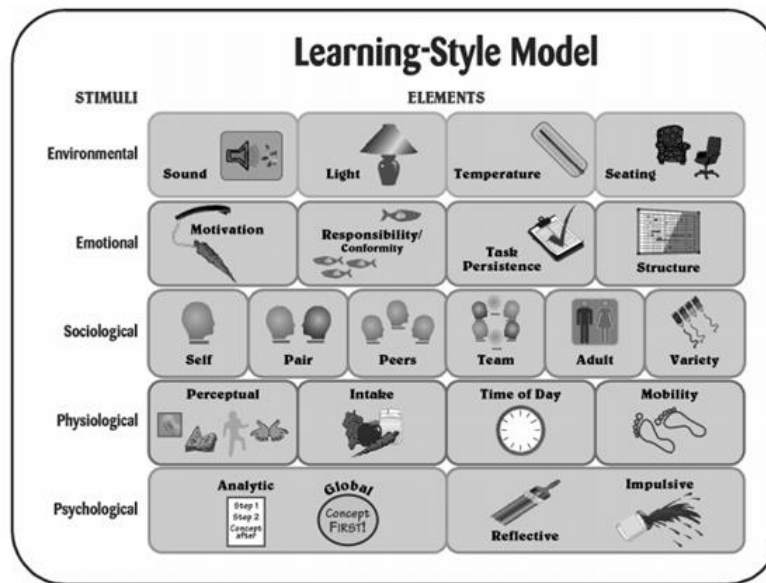 Learning-Style Model
STIMULI
ELEMENTS
Environmental
Sound
Light
Temperature
Seating
Emotional
Motivation
Responsibility/
Conformity
Task
Persistence
Structure
Sociological
Self
Pair
Peers
Team
Adult
Variety
Physiological
Perceptual
Intake
Time of Day
Mobility
Psychological
Analytic
Step 1
Step 2
Concept
after
Global
Concept
FIRST!
Reflective
Impulsive